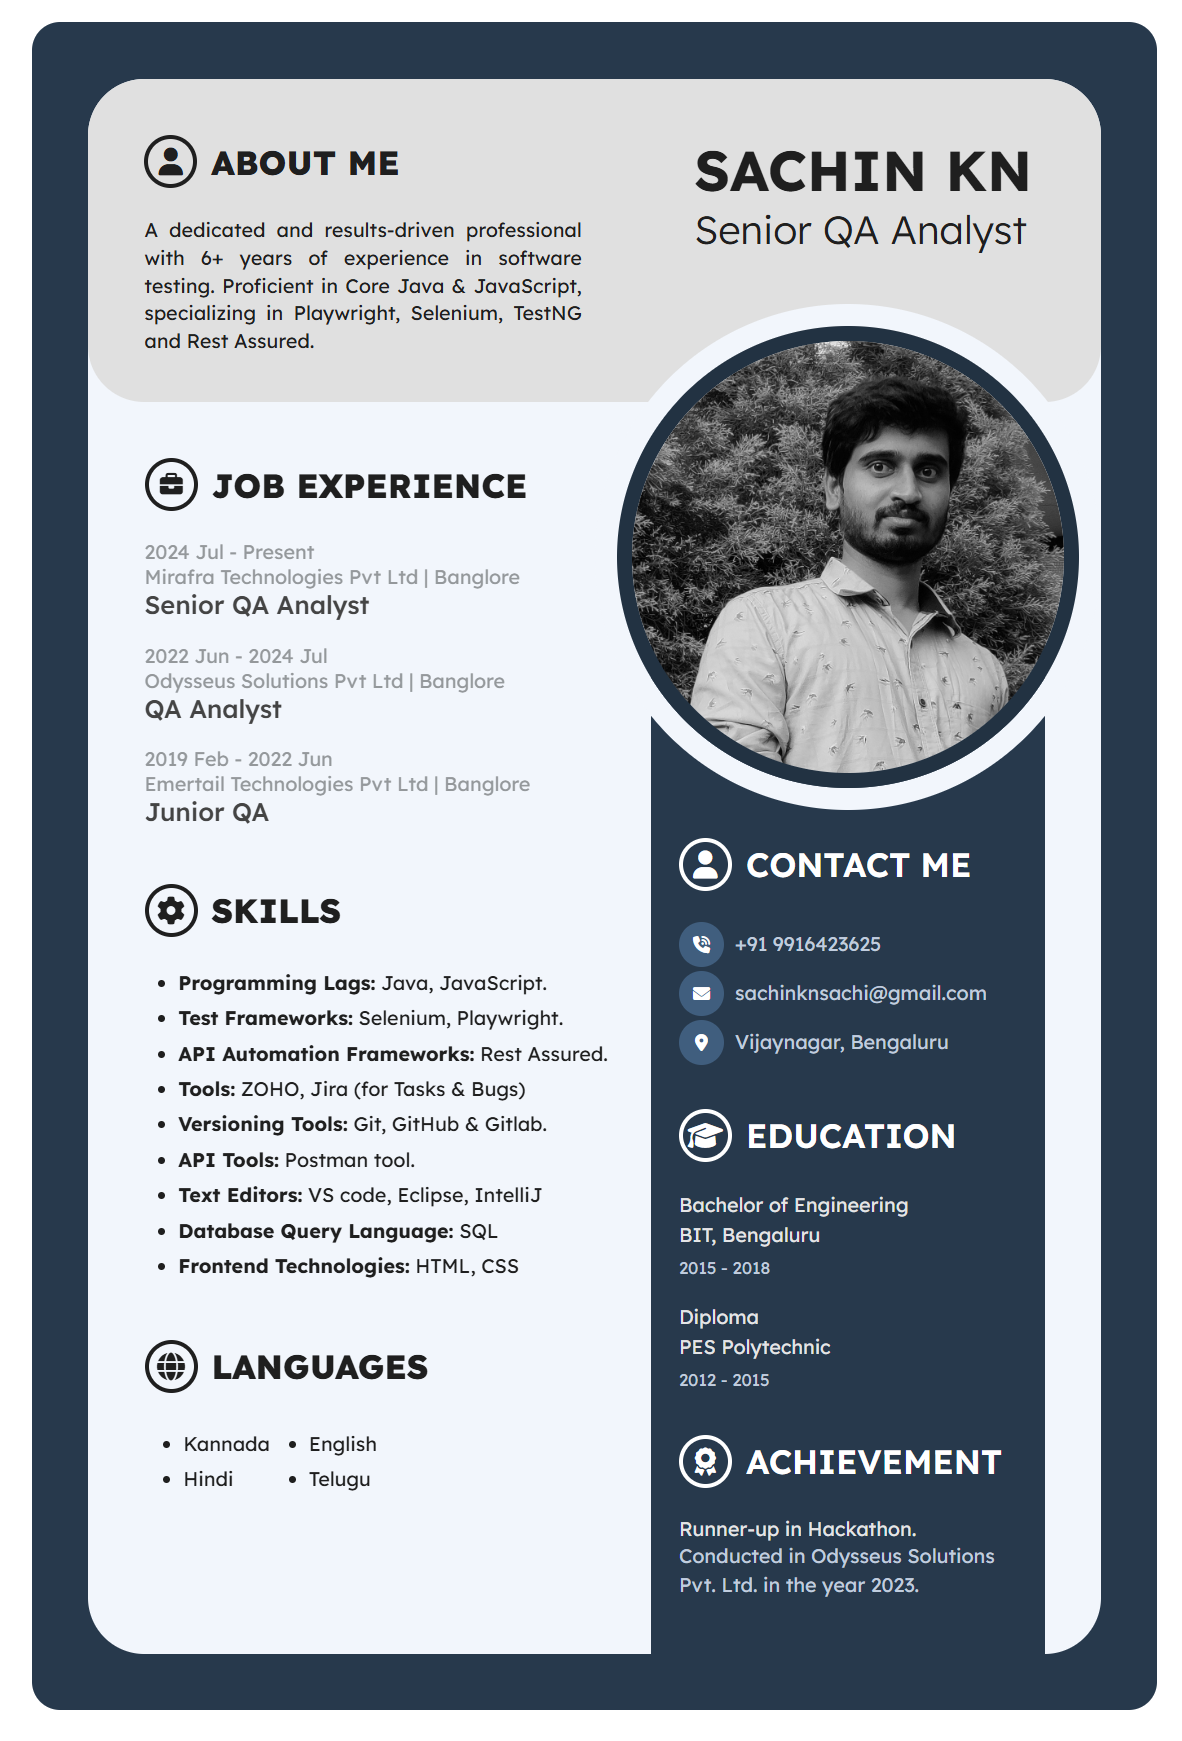 ABOUT ME
A dedicated and results-driven professional
with 6+ years of experience in software
testing. Proficient in Core Java & JavaScript,
specializing in Playwright, Selenium, TestNG
and Rest Assured.
SACHIN KN
Senior QA Analyst
JOB EXPERIENCE
2024 Jul - Present
Mirafra Technologies Pvt Ltd | Banglore
Senior QA Analyst
2022 Jun - 2024 Jul
Odysseus Solutions Pvt Ltd | Banglore
QA Analyst
2019 Feb - 2022 Jun
Emertail Technologies Pvt Ltd | Banglore
Junior QA
SKILLS
• Programming Lags: Java, JavaScript.
• Test Frameworks: Selenium, Playwright.
• API Automation Frameworks: Rest Assured.
• Tools: ZOHO, Jira (for Tasks & Bugs)
• Versioning Tools: Git, GitHub & Gitlab.
• API Tools: Postman tool.
• Text Editors: VS code, Eclipse, IntelliJ
• Database Query Language: SQL
• Frontend Technologies: HTML, CSS
LANGUAGES
• Kannada • English
• Hindi • Telugu
CONTACT ME
+91 9916423625
sachinknsachi@gmail.com
Vijaynagar, Bengaluru
EDUCATION
Bachelor of Engineering
BIT, Bengaluru
2015 - 2018
Diploma
PES Polytechnic
2012 - 2015
ACHIEVEMENT
Runner-up in Hackathon.
Conducted in Odysseus Solutions
Pvt. Ltd. in the year 2023.